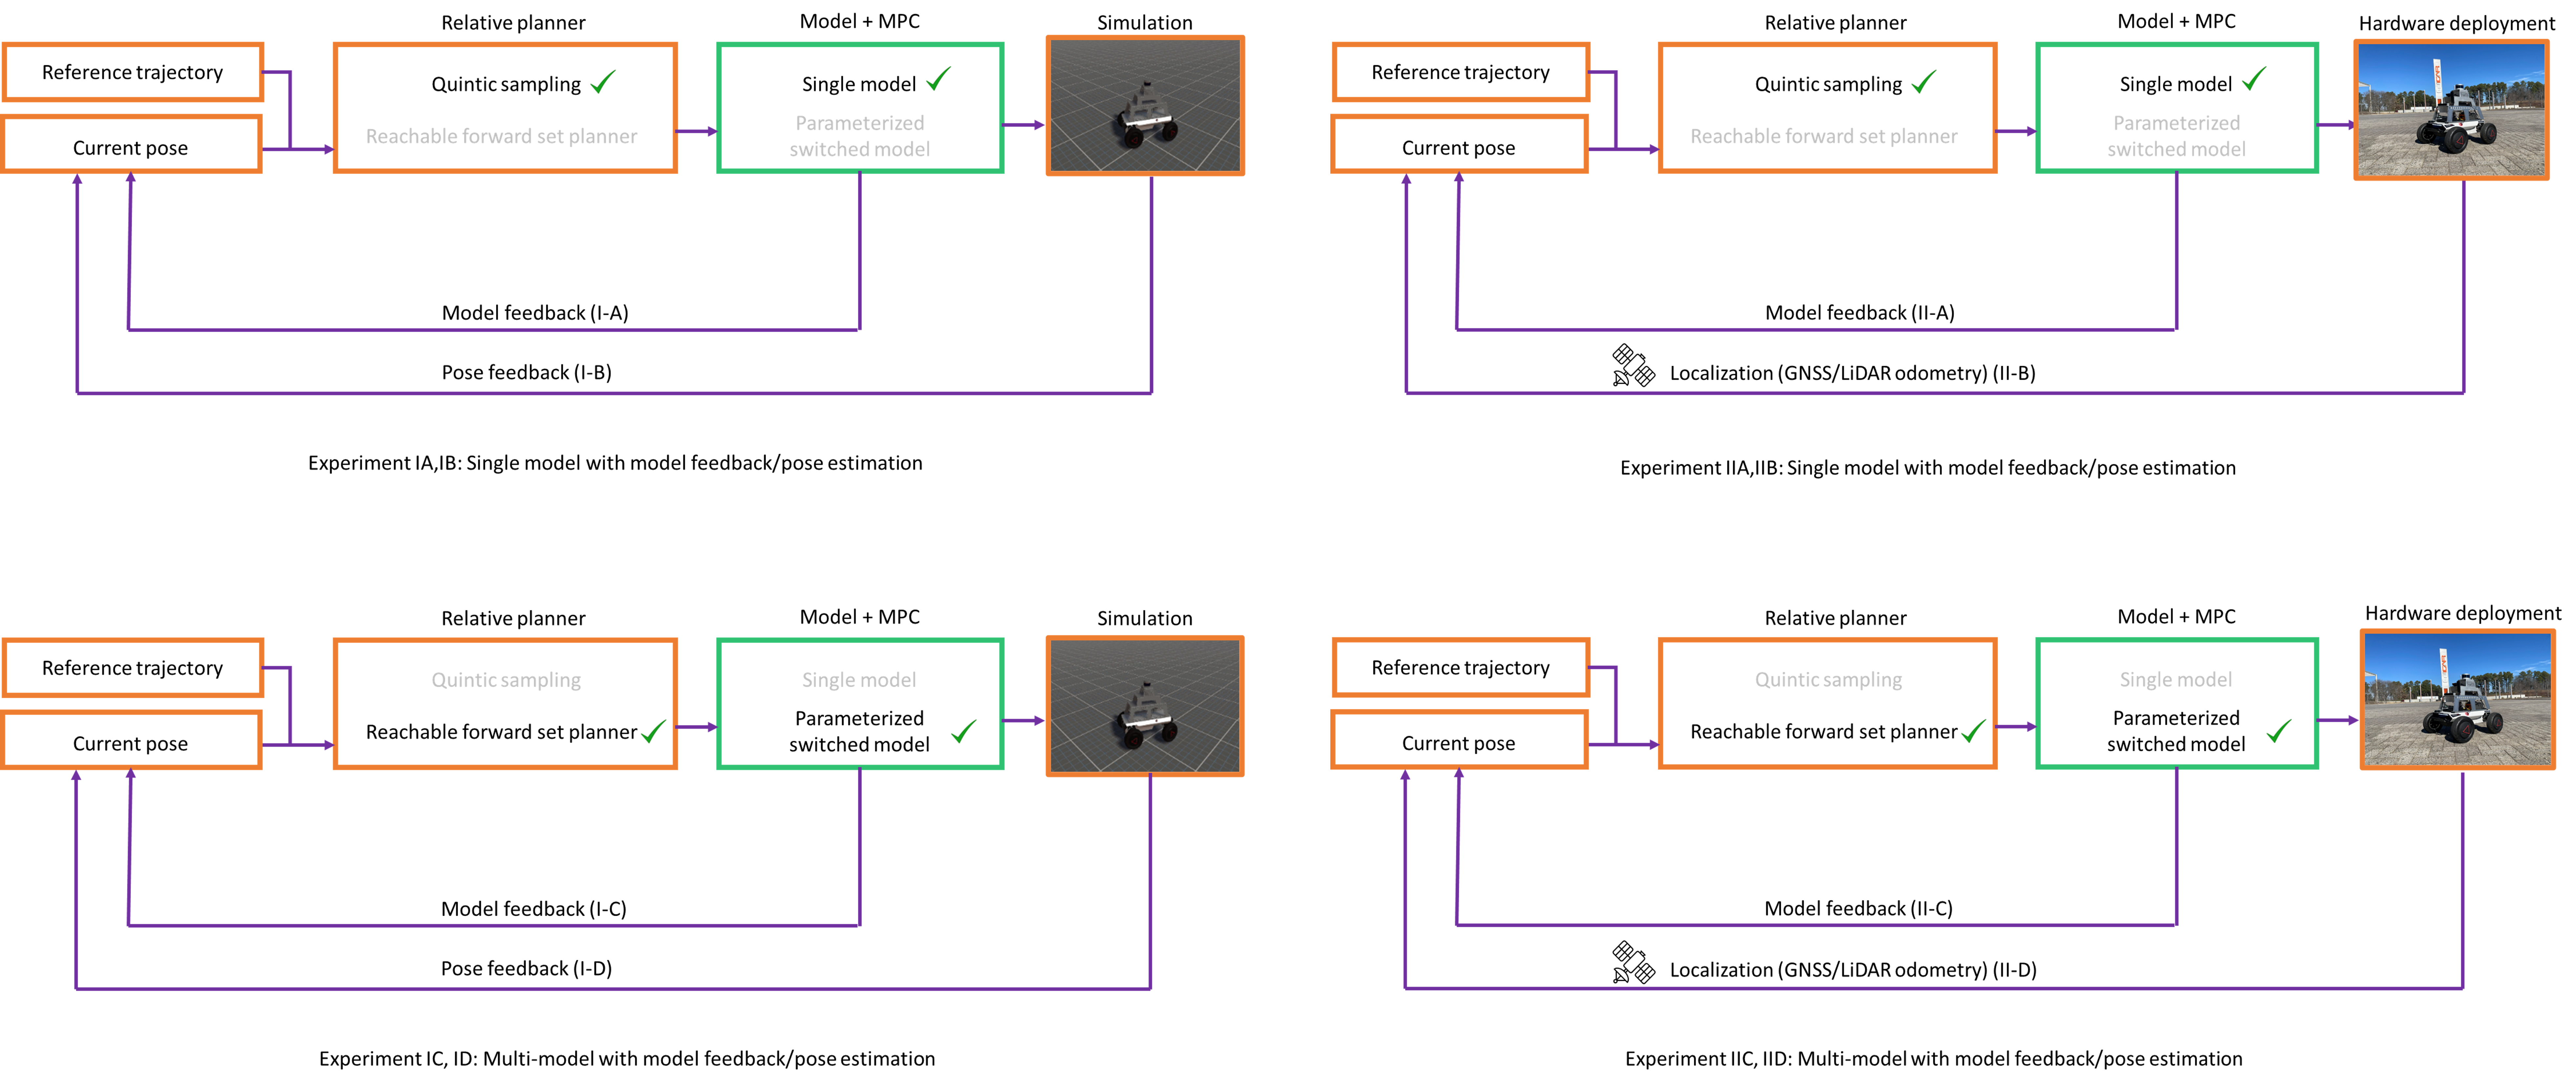 Relative planner
Model + MPC
Simulation
Reference trajectory
Current pose
Quintic sampling
Reachable forward set planner
Single model
Parameterized
switched model
Model feedback (I-A)
Pose feedback (I-B)
Experiment IA,IB: Single model with model feedback/pose estimation
Relative planner
Model + MPC
Hardware deployment
Reference trajectory
Current pose
Quintic sampling
Reachable forward set planner
Single model
Parameterized
switched model
Model feedback (II-A)
Localization (GNSS/LiDAR odometry) (II-B)
Experiment IIA,IIB: Single model with model feedback/pose estimation
Relative planner
Model + MPC
Simulation
Reference trajectory
Current pose
Quintic sampling
Reachable forward set planner
Single model
Parameterized
switched model
Model feedback (I-C)
Pose feedback (I-D)
Experiment IC, ID: Multi-model with model feedback/pose estimation
Relative planner
Model + MPC
Hardware deployment
Reference trajectory
Current pose
Quintic sampling
Reachable forward set planner
Single model
Parameterized
switched model
Model feedback (II-C)
Localization (GNSS/LiDAR odometry) (II-D)
Experiment IIC, IID: Multi-model with model feedback/pose estimation